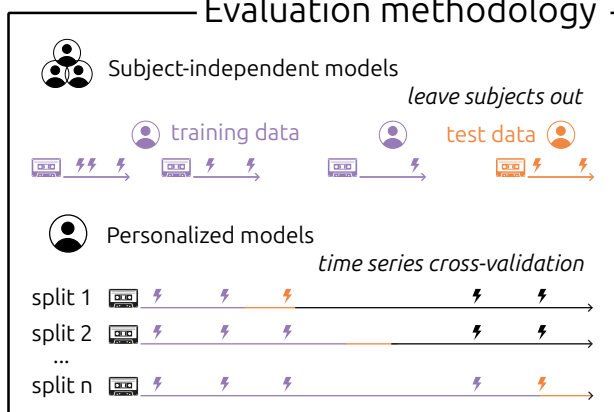 Evaluation methodology
Subject-independent models
leave subjects out
training data
test data
Personalized models
time series cross-validation
split 1
split 2
...
split n